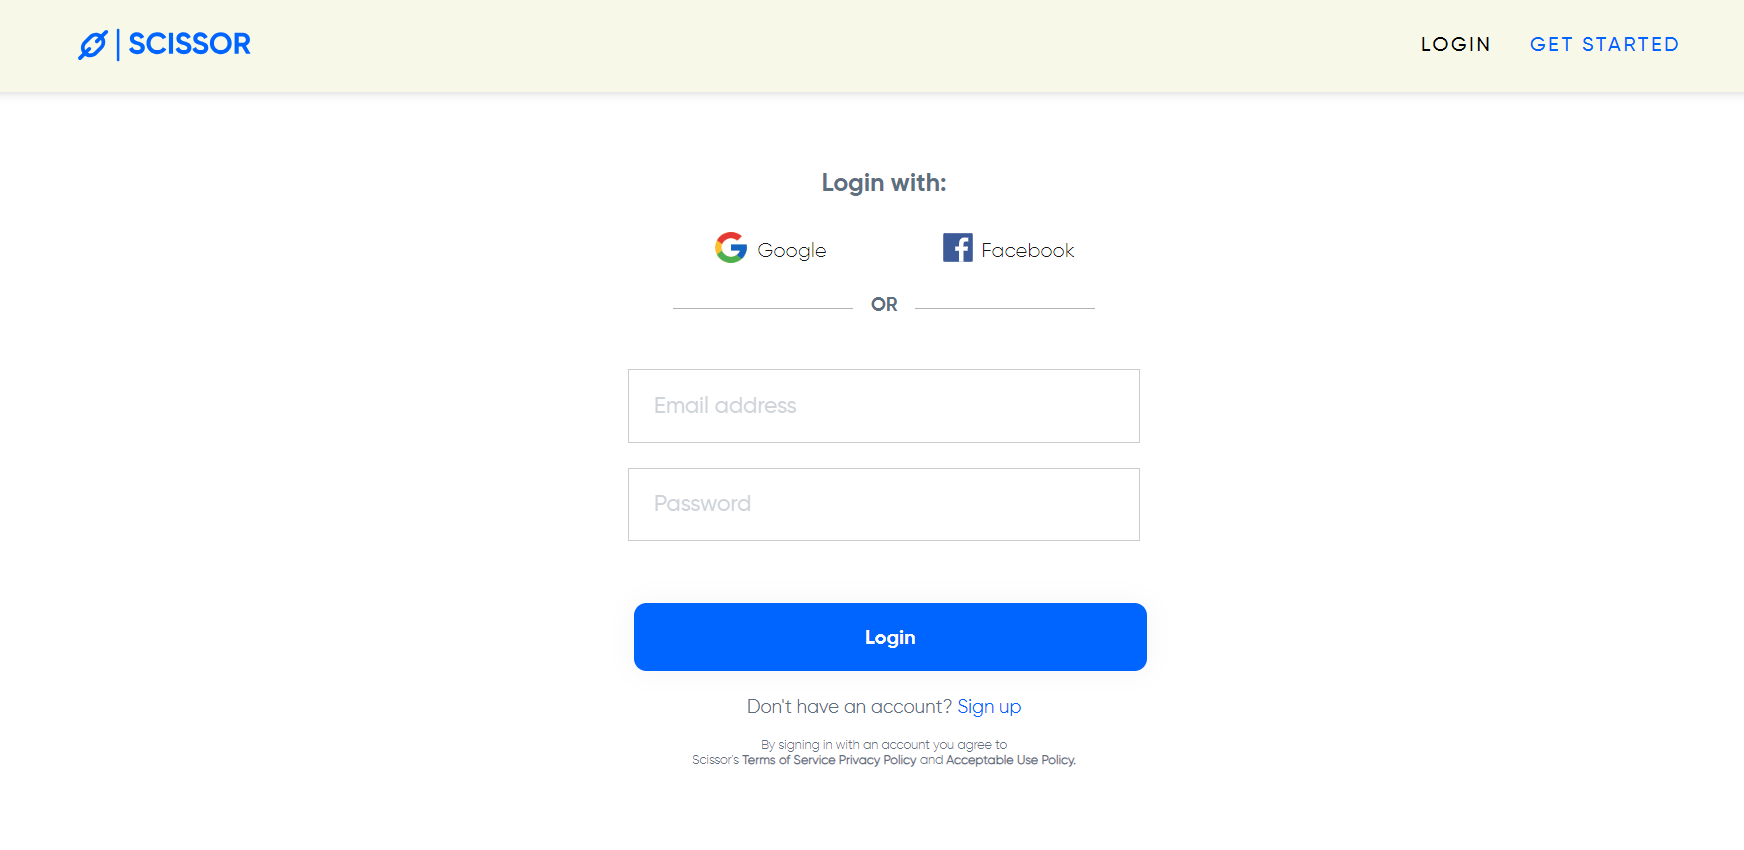 SCISSOR
LOGIN
GET STARTED
Login with:
Google
Facebook
OR
Email address
Password
Login
Don't have an account? Sign up
By signing in with an account you agree to
Scissor's Terms of Service Privacy Policy and Acceptable Use Policy.